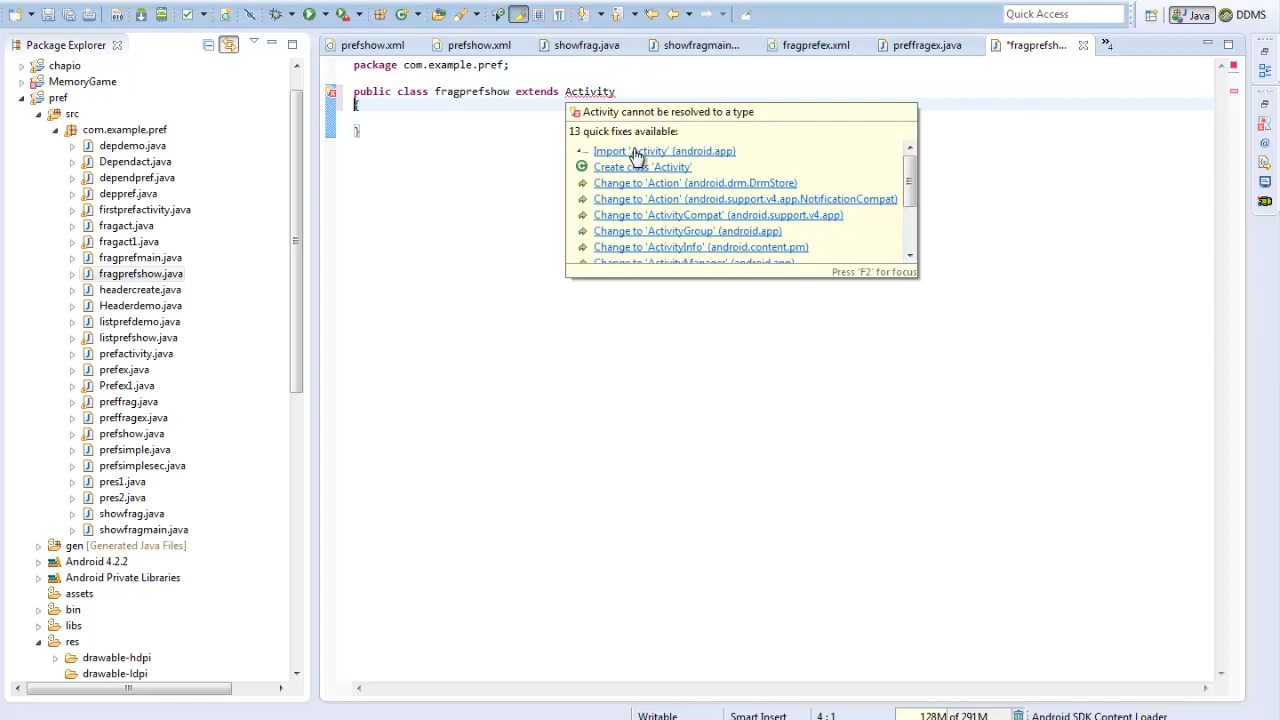 Quick Access
Java
DDMS
Package Explorer
prefshow.xml
prefshow.xml
showfrag.java
showfragmain...
fragprefex.xml
preffragex.java
*fragprefsh...
4
chapio
MemoryGame
pref
src
com.example.pref
depdemo.java
Dependact.java
dependpref.java
deppref.java
firstprefactivity.java
fragact.java
fragact1.java
fragprefmain.java
fragprefshow.java
headercreate.java
Headerdemo.java
listprefdemo.java
listprefshow.java
prefactivity.java
prefex.java
Prefex1.java
preffrag.java
preffragex.java
prefshow.java
prefsimple.java
prefsimplesec.java
pres1.java
pres2.java
showfrag.java
showfragmain.java
gen [Generated Java Files]
Android 4.2.2
Android Private Libraries
assets
bin
libs
res
drawable-hdpi
drawable-ldpi
package com.example.pref;
public class fragprefshow extends Activity
{
}
Activity cannot be resolved to a type
13 quick fixes available:
Import 'Activity' (android.app)
Create class 'Activity'
Change to 'Action' (android.drm.DrmStore)
Change to 'Action' (android.support.v4.app.NotificationCompat)
Change to 'ActivityCompat' (android.support.v4.app)
Change to 'ActivityGroup' (android.app)
Change to 'ActivityInfo' (android.content.pm)
Change to 'ActivityManager' (android.app)
Press 'F2' for focus
Writable
Smart Insert
4 : 1
128M of 291M
Android SDK Content Loader